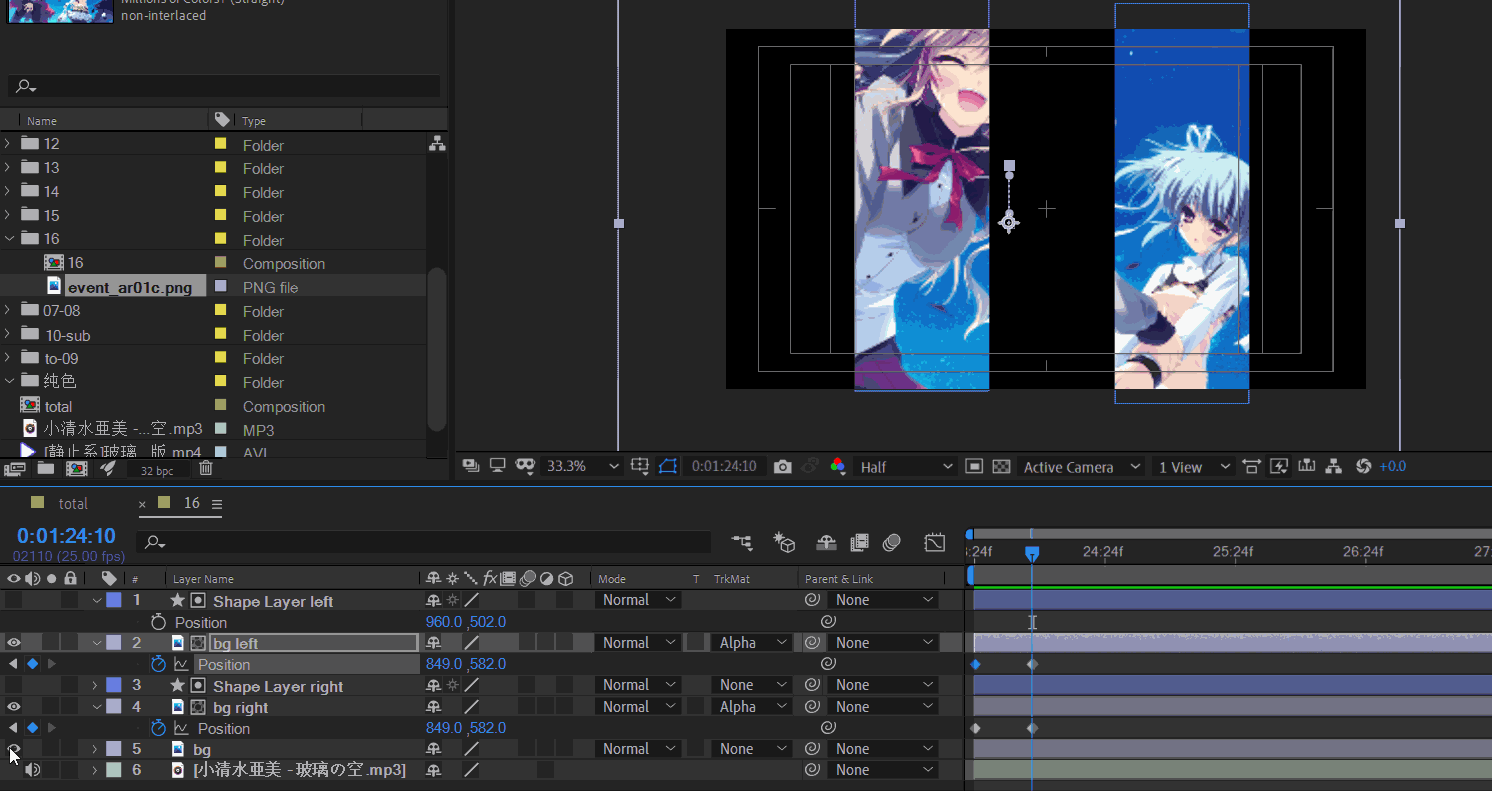 Millions of Colors+ (Straight)
non-interlaced
Name Type
12 Folder
13 Folder
14 Folder
15 Folder
16 Folder
16 Composition
event_ar01c.png PNG file
07-08 Folder
10-sub Folder
to-09 Folder
纯色 Folder
total Composition
小清水亜美 -...空.mp3 MP3
[静止系]玻璃...版.mp4 AVI
32 bpc
33.3% 0:01:24:10 Half Active Camera 1 View +0.0
total × 16
0:01:24:10
02110 (25.00 fps)
:24f 24:24f 25:24f 26:24f 27:
# Layer Name Mode T TrkMat Parent & Link
1 Shape Layer left Normal None
Position 960.0 ,502.0
2 bg left Normal Alpha None
Position 849.0 ,582.0
3 Shape Layer right Normal None None
4 bg right Normal Alpha None
Position 849.0 ,582.0
5 bg Normal None None
6 [小清水亜美 - 玻璃の空.mp3] None